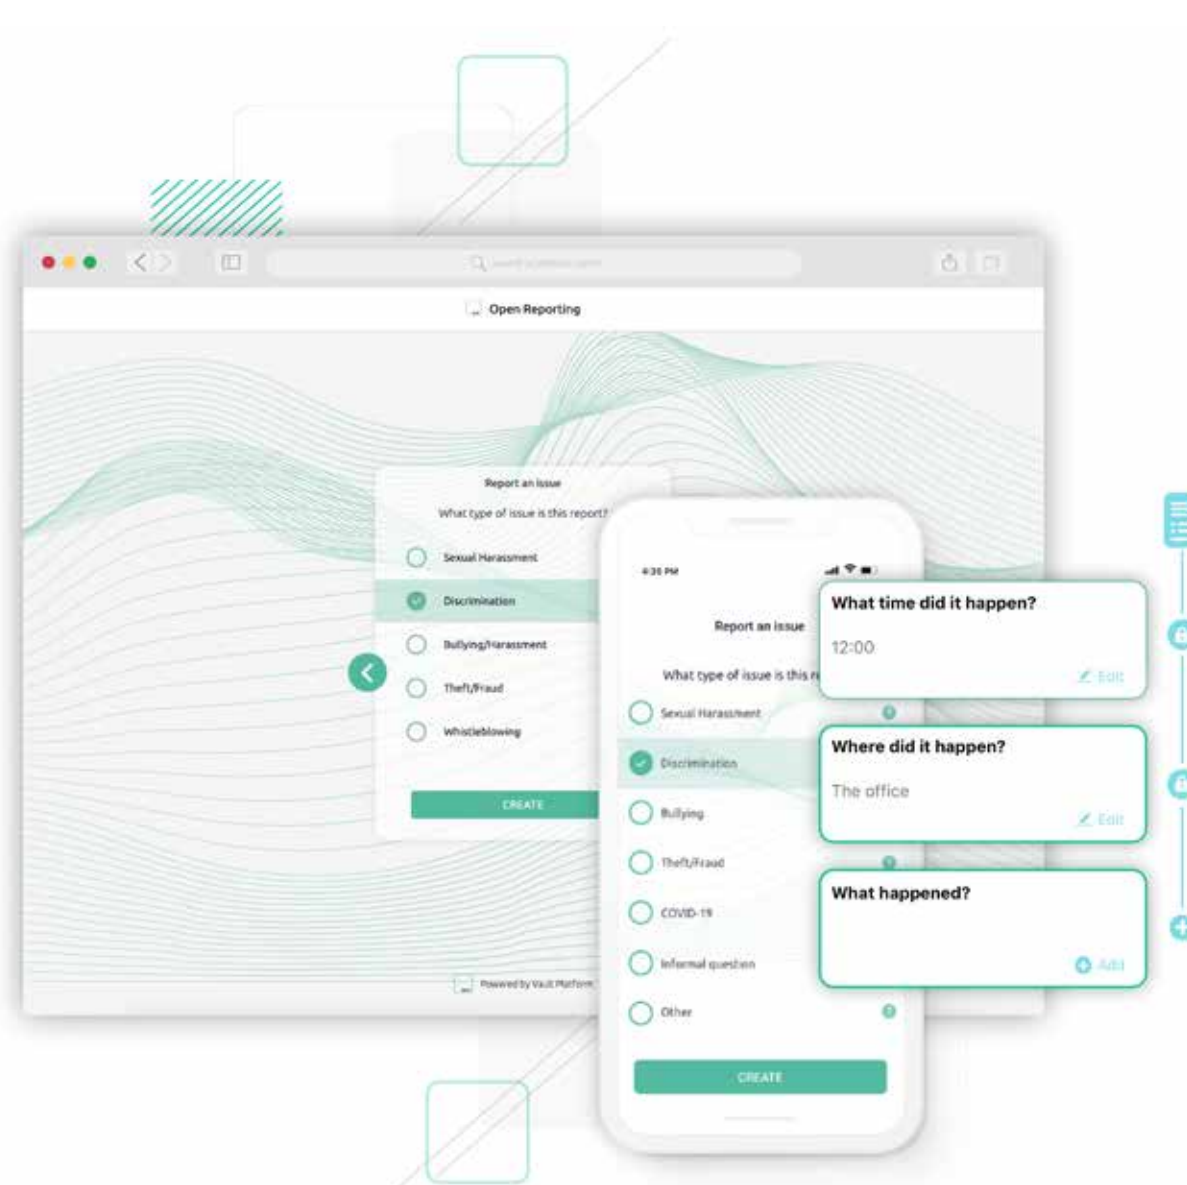 Open Reporting
Report an issue
What type of issue is this report?
Sexual Harassment
Discrimination
Bullying/Harassment
Theft/Fraud
Whistleblowing
CREATE
Powered by Vault Platform
4:20 PM
Report an issue
What type of issue is this
Sexual Harassment
Discrimination
Bullying
Theft/Fraud
COVID-19
Informal question
Other
CREATE
What time did it happen?
12:00
Edit
Where did it happen?
The office
Edit
What happened?
Add